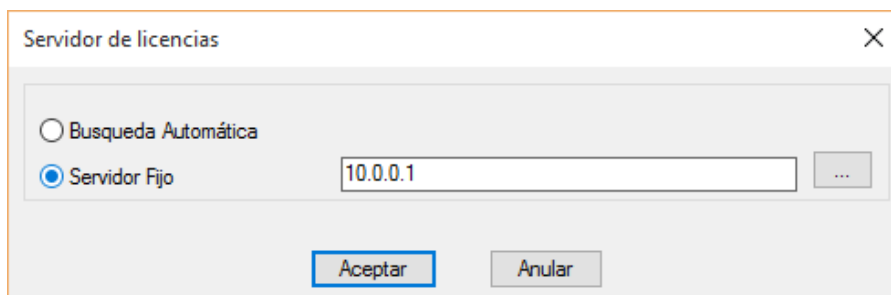 Servidor de licencias
Busqueda Automática
Servidor Fijo 10.0.0.1 ...
Aceptar Anular